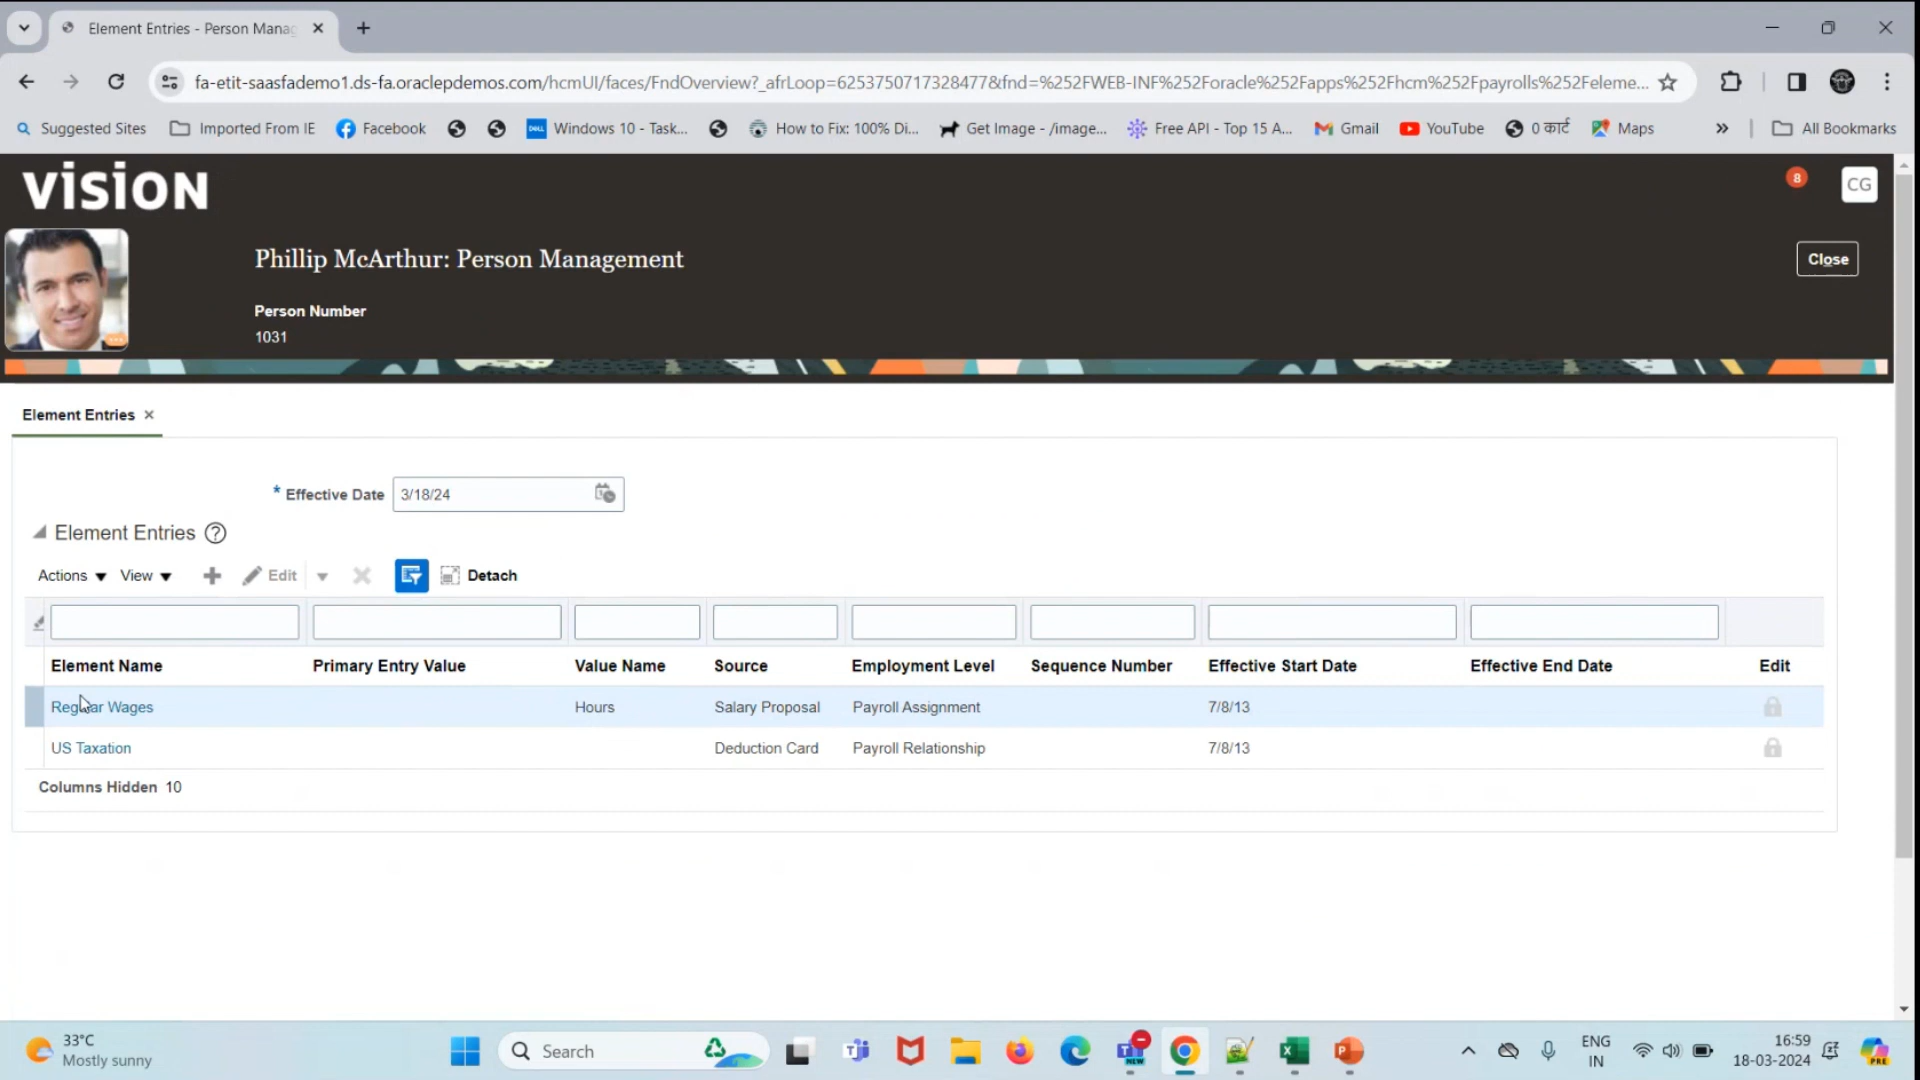 Element Entries - Person Manag
fa-etit-saasfademo1.ds-fa.oraclepdemos.com/hcmUI/faces/FndOverview?_afrLoop=62537507173284​77&fnd=%252FWEB-INF%252Foracle%252Fapps%252Fhcm%252Fpayrolls%252Feleme...
Suggested Sites Imported From IE Facebook Windows 10 - Task... How to Fix: 100% Di... Get Image - /image... Free API - Top 15 A... Gmail YouTube 0 कार्ट Maps » All Bookmarks
VISION
8
CG
Phillip McArthur: Person Management
Close
Person Number
1031
Element Entries
* Effective Date 3/18/24
Element Entries ?
Actions View Edit Detach
Element Name Primary Entry Value Value Name Source Employment Level Sequence Number Effective Start Date Effective End Date Edit
Regular Wages Hours Salary Proposal Payroll Assignment 7/8/13
US Taxation Deduction Card Payroll Relationship 7/8/13
Columns Hidden 10
33°C
Mostly sunny
Search
NEW
ENG
IN
16:59
18-03-2024
PRE